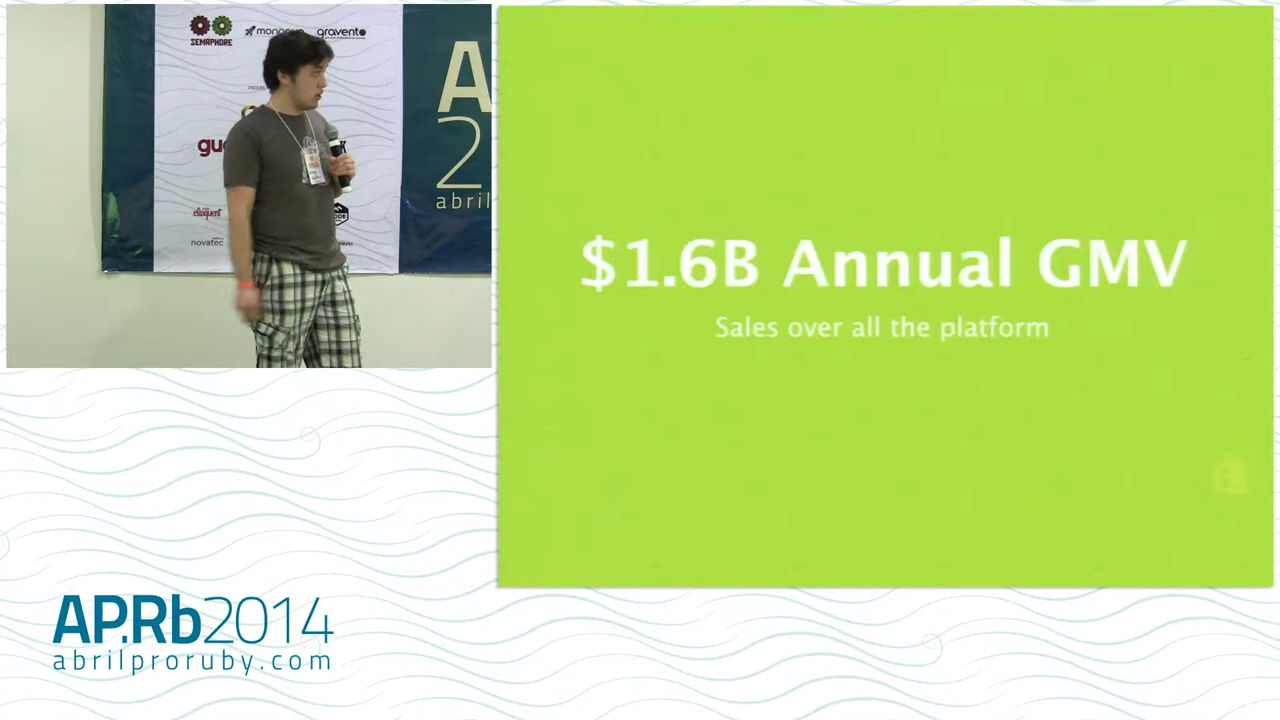 SEMAPHORE
gravento
A
2
abril
gu
eloquent
novatec
$1.6B Annual GMV
Sales over all the platform
AP.Rb2014
abrilproruby.com